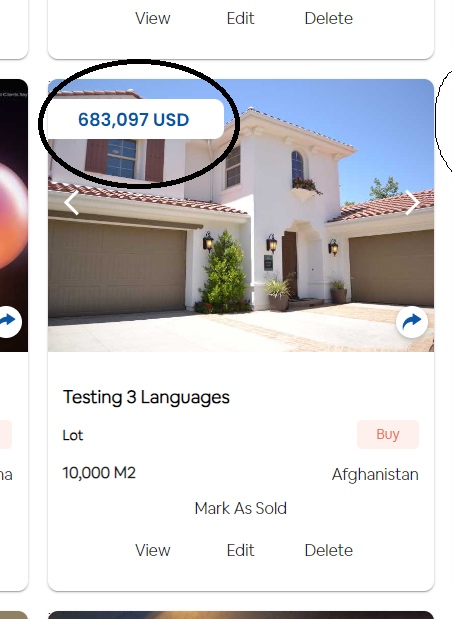 View Edit Delete
683,097 USD
Testing 3 Languages
Lot
Buy
10,000 M2
Afghanistan
Mark As Sold
View Edit Delete